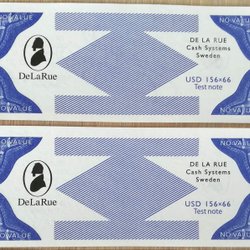 NO VALUE
NO VALUE
DeLaRue
DE LA RUE
Cash Systems
Sweden
USD 156×66
Test note
NO VALUE
NO VALUE
NO VALUE
NO VALUE
DeLaRue
DE LA RUE
Cash Systems
Sweden
USD 156×66
Test note
NO VALUE
NO VALUE